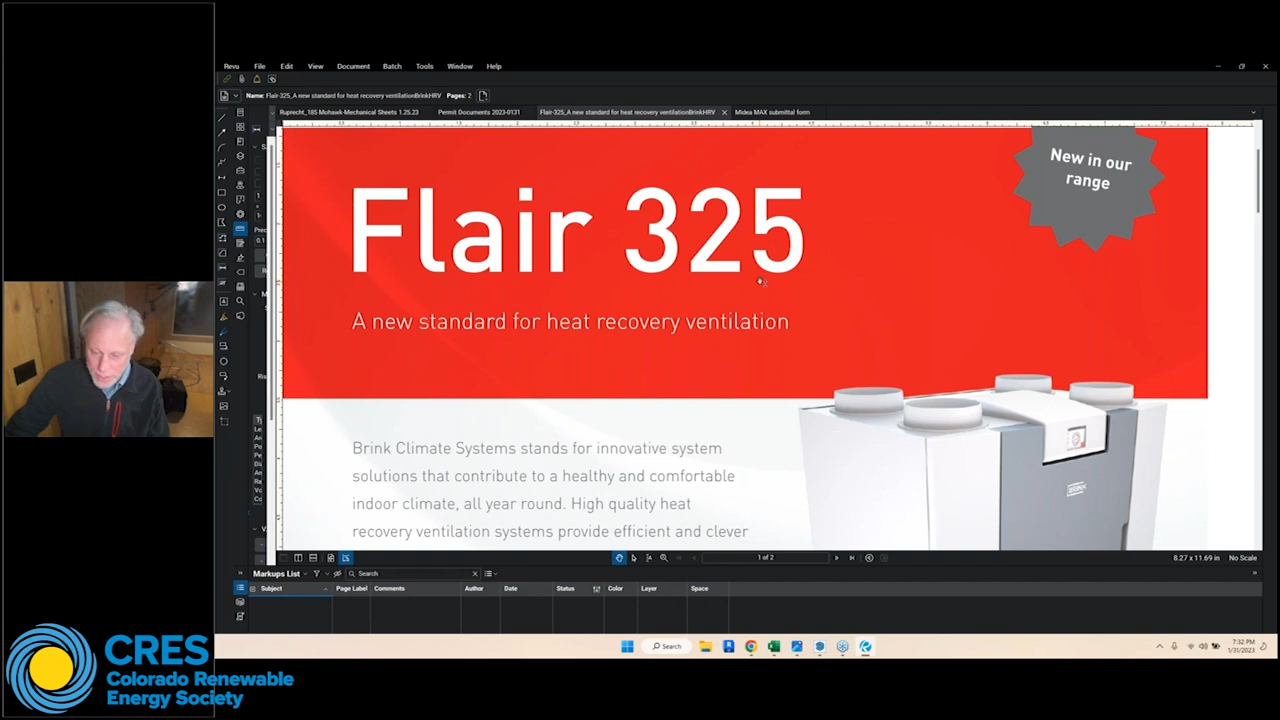 Revu File Edit View Document Batch Tools Window Help
Name: Flair-325_A new standard for heat recovery ventilationBrinkHRV Pages: 2
Ruprecht_185 Mohawk-Mechanical Sheets 1.25.23 Permit Documents 2023-0131 Flair-325_A new standard for heat recovery ventilationBrinkHRV Midea MAX submittal form
New in our
range
Flair 325
A new standard for heat recovery ventilation
Brink Climate Systems stands for innovative system
solutions that contribute to a healthy and comfortable
indoor climate, all year round. High quality heat
recovery ventilation systems provide efficient and clever
BRINK
1 of 2 8.27 x 11.69 in No Scale
Markups List Search
Subject Page Label Comments Author Date Status Color Layer Space
Search
7:32 PM
1/31/2023
CRES
Colorado Renewable
Energy Society